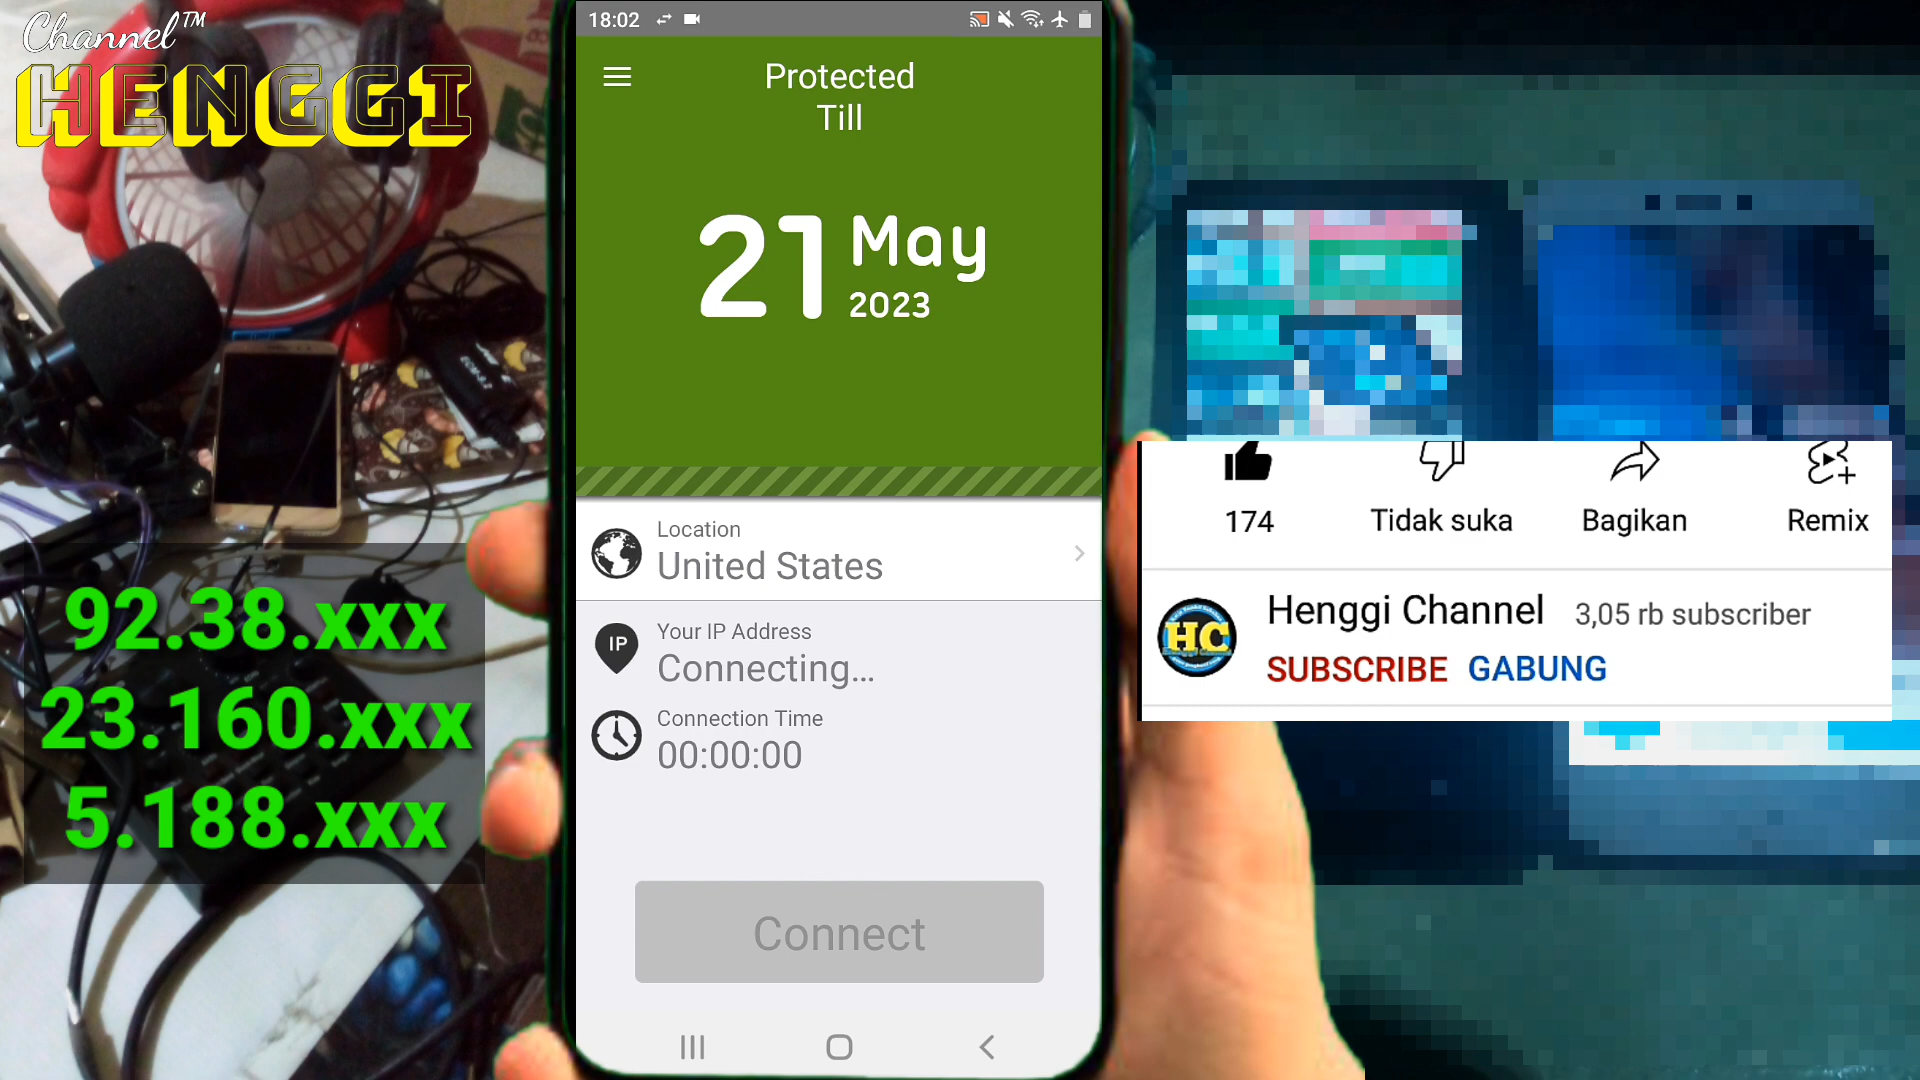 Channel™
HENGGI
92.38.xxx
23.160.xxx
5.188.xxx
18:02
Protected
Till
21 May
2023
Location
United States
IP
Your IP Address
Connecting...
Connection Time
00:00:00
Connect
174
Tidak suka
Bagikan
Remix
HC
Henggi Channel
3,05 rb subscriber
SUBSCRIBE
GABUNG